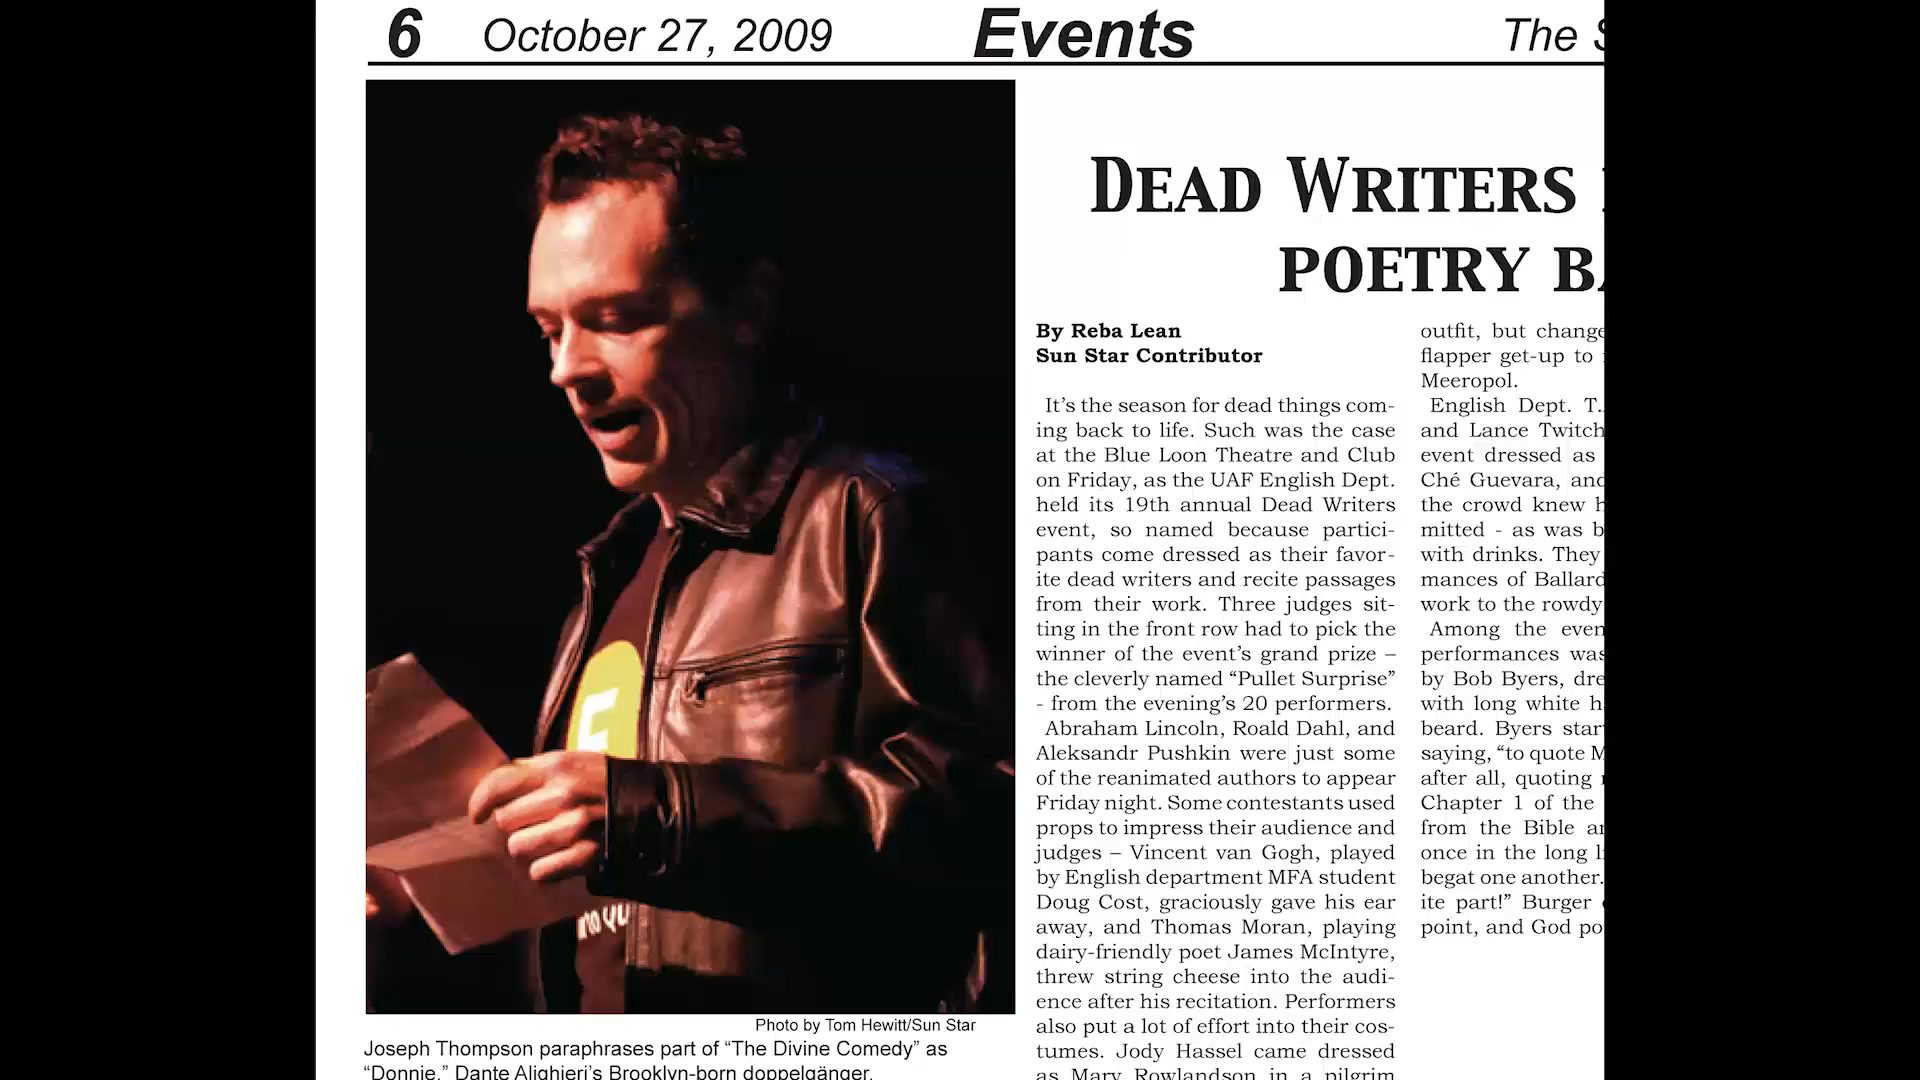 6 October 27, 2009 Events The
DEAD WRITERS
POETRY
By Reba Lean
Sun Star Contributor
It’s the season for dead things com-
ing back to life. Such was the case
at the Blue Loon Theatre and Club
on Friday, as the UAF English Dept.
held its 19th annual Dead Writers
event, so named because partici-
pants come dressed as their favor-
ite dead writers and recite passages
from their work. Three judges sit-
ting in the front row had to pick the
winner of the event’s grand prize –
the cleverly named “Pullet Surprise”
- from the evening’s 20 performers.
Abraham Lincoln, Roald Dahl, and
Aleksandr Pushkin were just some
of the reanimated authors to appear
Friday night. Some contestants used
props to impress their audience and
judges – Vincent van Gogh, played
by English department MFA student
Doug Cost, graciously gave his ear
away, and Thomas Moran, playing
dairy-friendly poet James McIntyre,
threw string cheese into the audi-
ence after his recitation. Performers
also put a lot of effort into their cos-
tumes. Jody Hassel came dressed
as Mary Rowlandson in a pilgrim
outfit, but change
flapper get-up to
Meeropol.
English Dept. T.
and Lance Twitch
event dressed as
Ché Guevara, and
the crowd knew
mitted - as was
with drinks. They
mances of Ballard
work to the rowdy
Among the even
performances was
by Bob Byers, dre
with long white
beard. Byers star
saying, “to quote
after all, quoting
Chapter 1 of the
from the Bible
once in the long
begat one another.
ite part!” Burger
point, and God po
Photo by Tom Hewitt/Sun Star
Joseph Thompson paraphrases part of “The Divine Comedy” as
“Donnie,” Dante Alighieri’s Brooklyn-born doppelgänger.